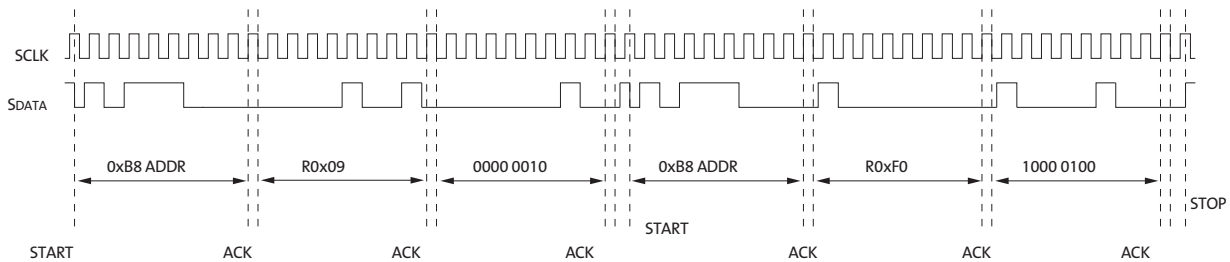 SCLK
SDATA
0xB8 ADDR R0x09 0000 0010 0xB8 ADDR R0xF0 1000 0100
STOP
START
START ACK ACK ACK ACK ACK ACK